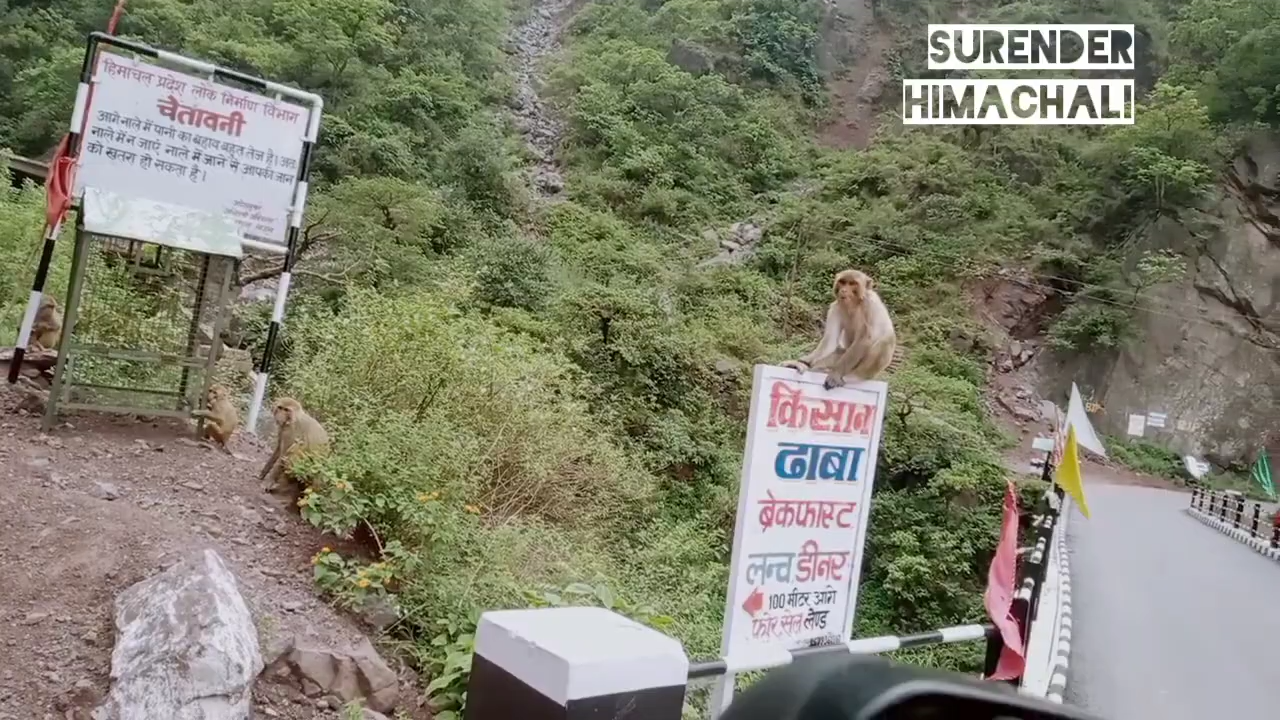 SURENDER
HIMACHALI
हिमाचल प्रदेश लोक निर्माण विभाग
चेतावनी
आगे नाले में पानी का बहाव बहुत तेज है। अतः
नाले में न जाएं नाले में जाने से आपकी जान
को खतरा हो सकता है।
किसान
ढाबा
ब्रेकफास्ट
लन्च डीनर
100 मीटर आगे
फोर सेल लेण्ड